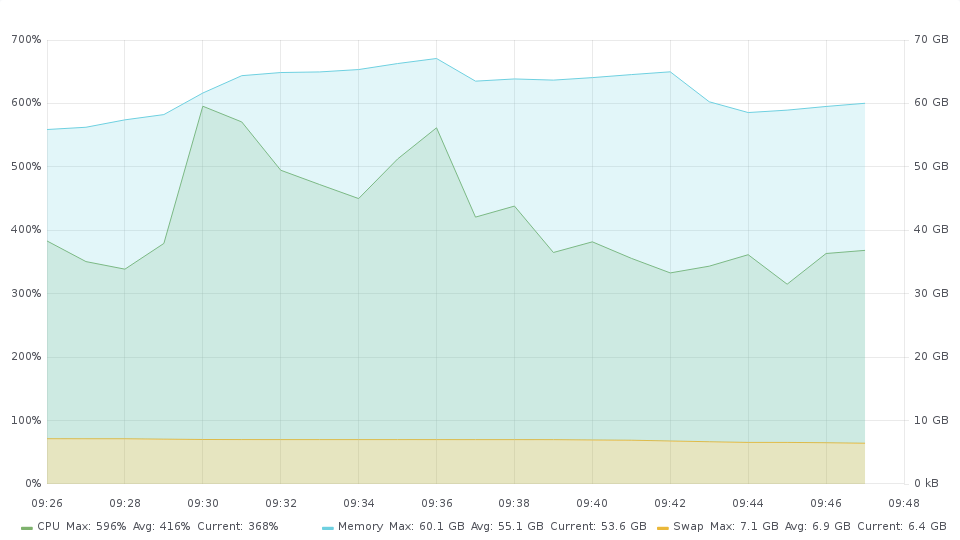 700% 70 GB
600% 60 GB
500% 50 GB
400% 40 GB
300% 30 GB
200% 20 GB
100% 10 GB
0% 0 kB
09:26 09:28 09:30 09:32 09:34 09:36 09:38 09:40 09:42 09:44 09:46 09:48
CPU Max: 596% Avg: 416% Current: 368% Memory Max: 60.1 GB Avg: 55.1 GB Current: 53.6 GB Swap Max: 7.1 GB Avg: 6.9 GB Current: 6.4 GB